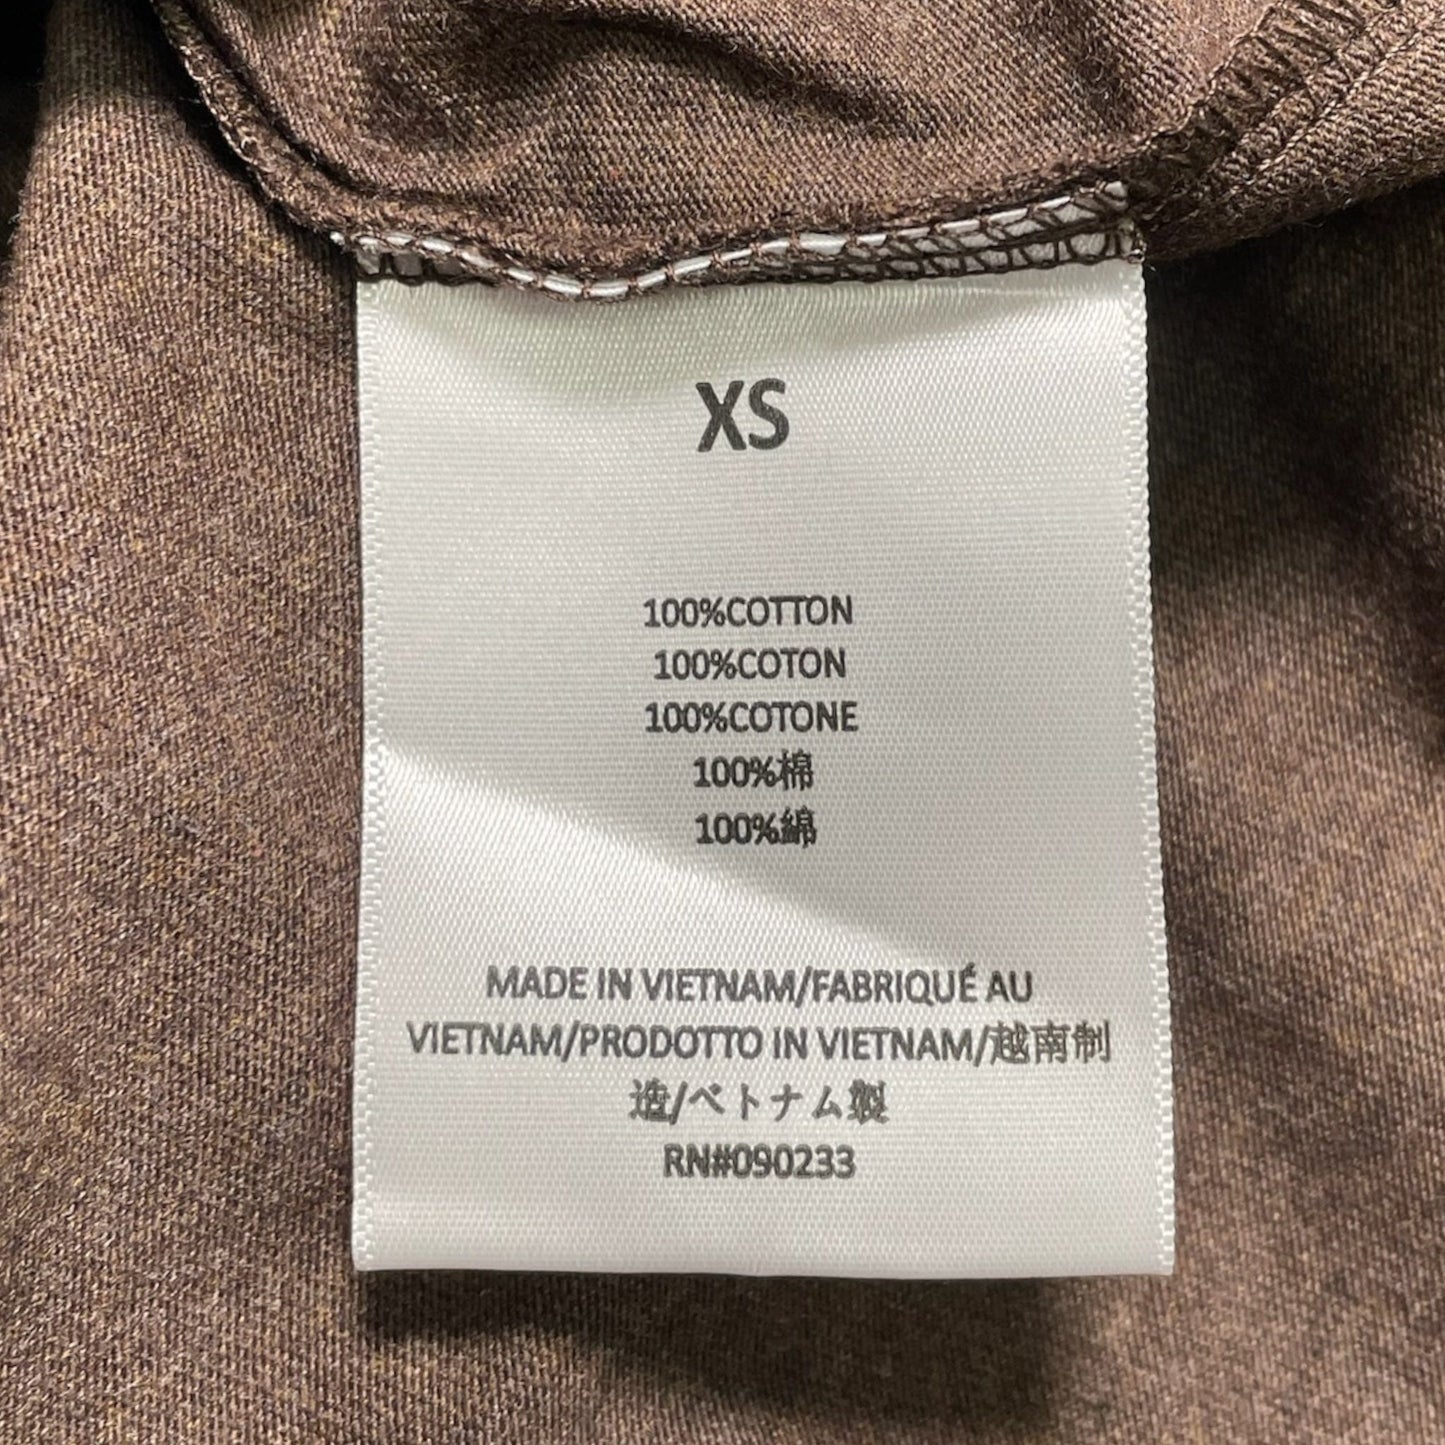 XS
100%COTTON
100%COTON
100%COTONE
100%棉
100%綿
MADE IN VIETNAM/FABRIQUÉ AU
VIETNAM/PRODOTTO IN VIETNAM/越南制
造/ベトナム製
RN#090233